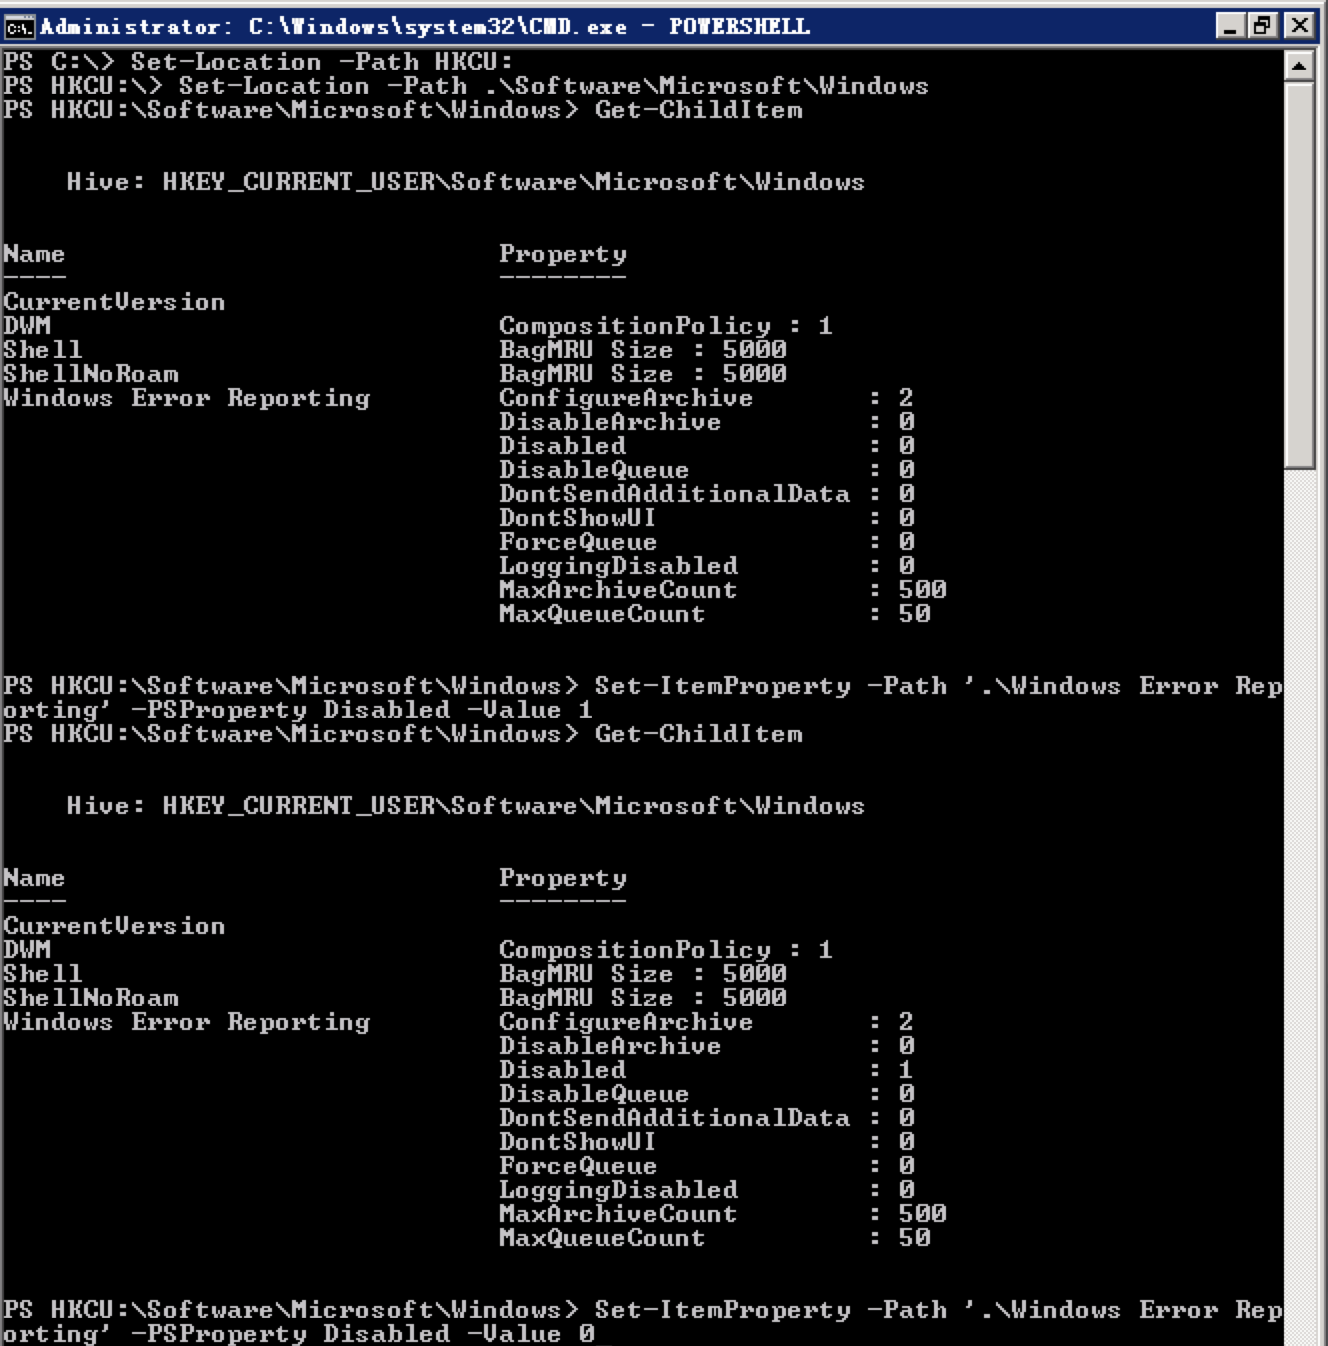 Administrator: C:\Windows\system32\CMD.exe - POWERSHELL
PS C:\> Set-Location -Path HKCU:
PS HKCU:\> Set-Location -Path .\Software\Microsoft\Windows
PS HKCU:\Software\Microsoft\Windows> Get-ChildItem
Hive: HKEY_CURRENT_USER\Software\Microsoft\Windows
Name Property
---- --------
CurrentVersion
DWM CompositionPolicy : 1
Shell BagMRU Size : 5000
ShellNoRoam BagMRU Size : 5000
Windows Error Reporting ConfigureArchive : 2
DisableArchive : 0
Disabled : 0
DisableQueue : 0
DontSendAdditionalData : 0
DontShowUI : 0
ForceQueue : 0
LoggingDisabled : 0
MaxArchiveCount : 500
MaxQueueCount : 50
PS HKCU:\Software\Microsoft\Windows> Set-ItemProperty -Path '.\Windows Error Rep
orting' -PSProperty Disabled -Value 1
PS HKCU:\Software\Microsoft\Windows> Get-ChildItem
Hive: HKEY_CURRENT_USER\Software\Microsoft\Windows
Name Property
---- --------
CurrentVersion
DWM CompositionPolicy : 1
Shell BagMRU Size : 5000
ShellNoRoam BagMRU Size : 5000
Windows Error Reporting ConfigureArchive : 2
DisableArchive : 0
Disabled : 1
DisableQueue : 0
DontSendAdditionalData : 0
DontShowUI : 0
ForceQueue : 0
LoggingDisabled : 0
MaxArchiveCount : 500
MaxQueueCount : 50
PS HKCU:\Software\Microsoft\Windows> Set-ItemProperty -Path '.\Windows Error Rep
orting' -PSProperty Disabled -Value 0